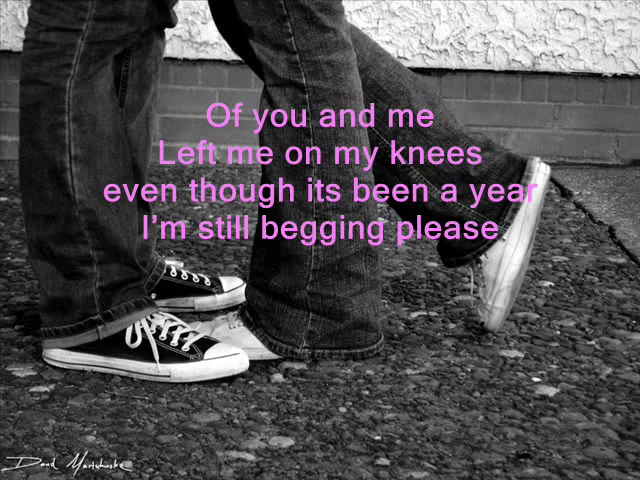 Of you and me
Left me on my knees
even though its been a year
I'm still begging please